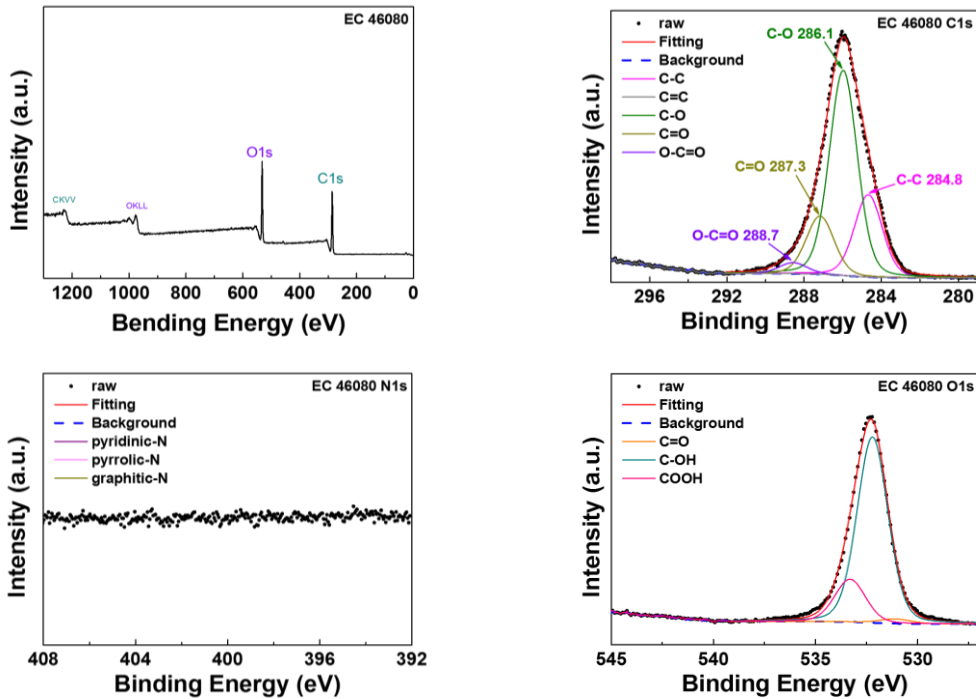 EC 46080
Intensity (a.u.)
CKVV
OKLL
O1s
C1s
1200 1000 800 600 400 200 0
Bending Energy (eV)
EC 46080 C1s
raw
Fitting
Background
C-C
C=C
C-O
C=O
O-C=O
C-O 286.1
C=O 287.3
C-C 284.8
O-C=O 288.7
Intensity (a.u.)
296 292 288 284 280
Binding Energy (eV)
EC 46080 N1s
raw
Fitting
Background
pyridinic-N
pyrrolic-N
graphitic-N
Intensity (a.u.)
408 404 400 396 392
Binding Energy (eV)
EC 46080 O1s
raw
Fitting
Background
C=O
C-OH
COOH
Intensity (a.u.)
545 540 535 530
Binding Energy (eV)